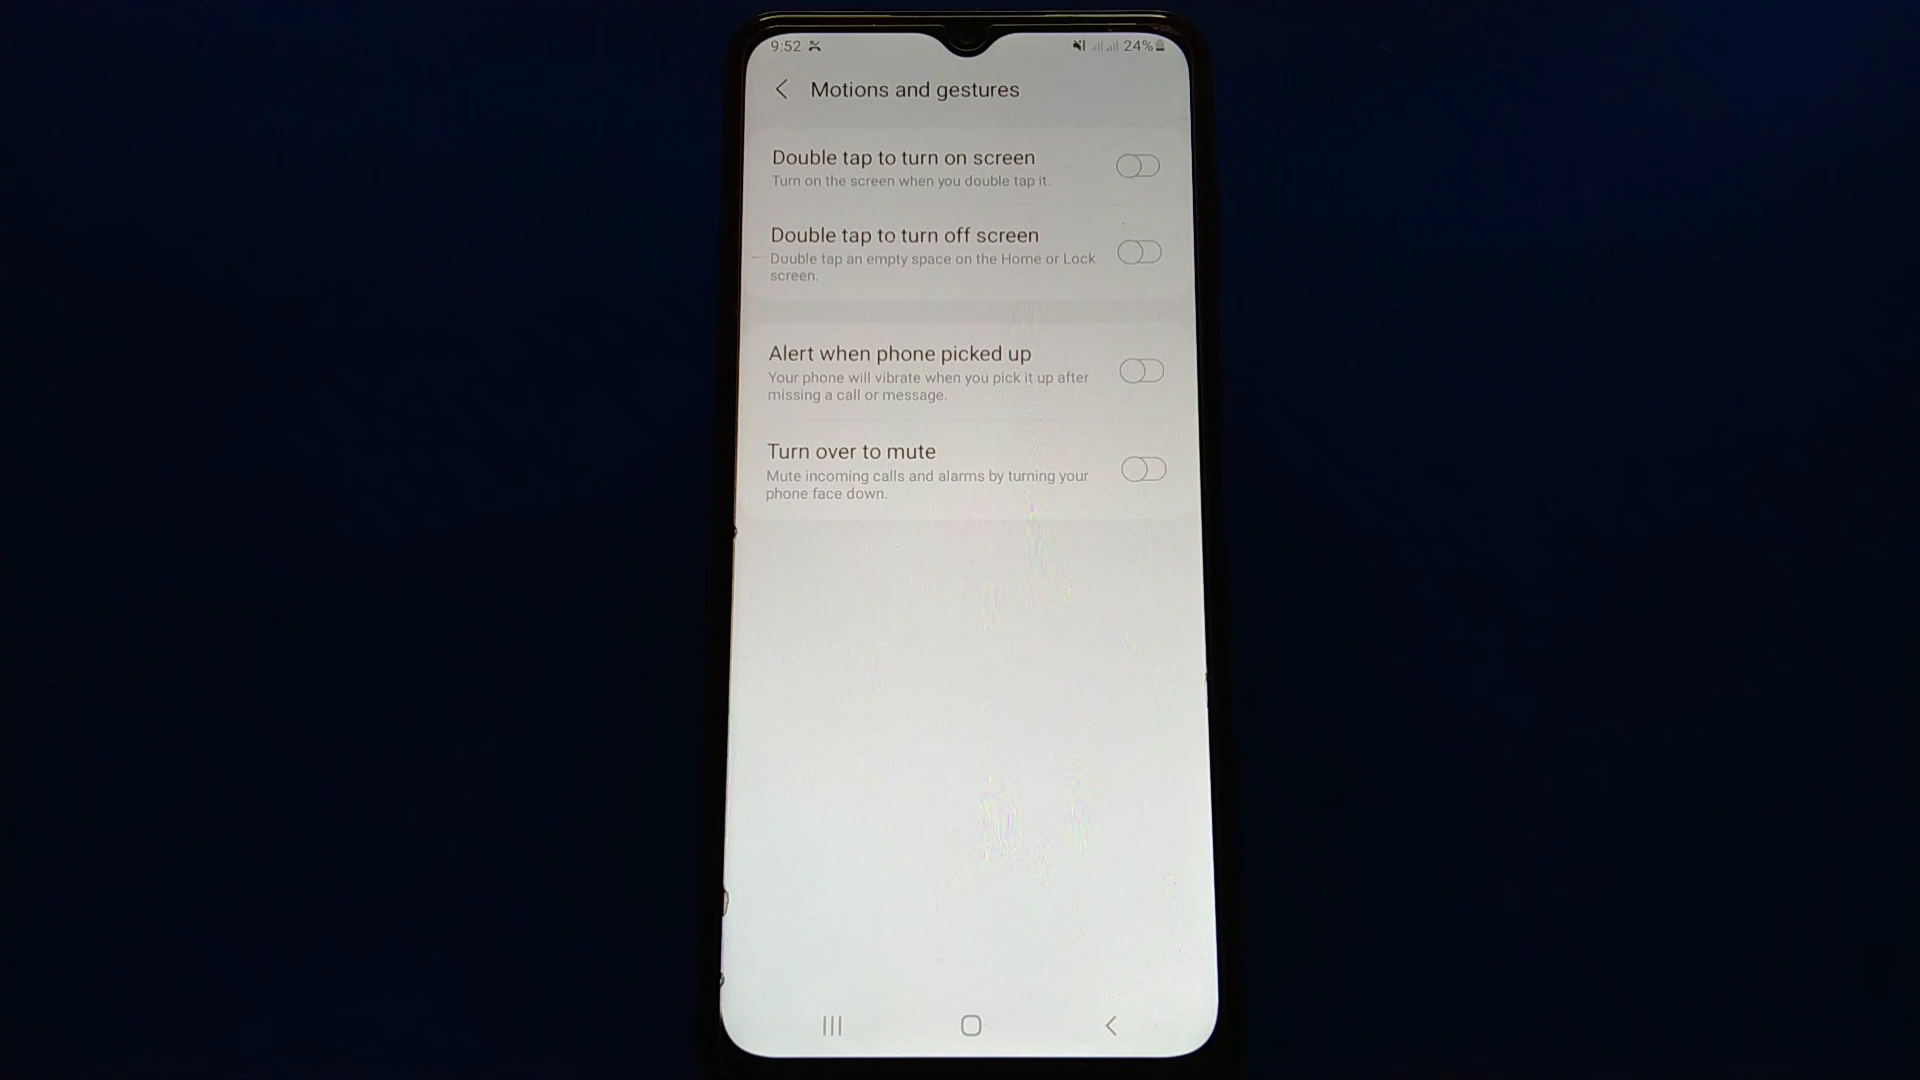 9:52 24%
Motions and gestures
Double tap to turn on screen
Turn on the screen when you double tap it.
Double tap to turn off screen
Double tap an empty space on the Home or Lock
screen.
Alert when phone picked up
Your phone will vibrate when you pick it up after
missing a call or message.
Turn over to mute
Mute incoming calls and alarms by turning your
phone face down.